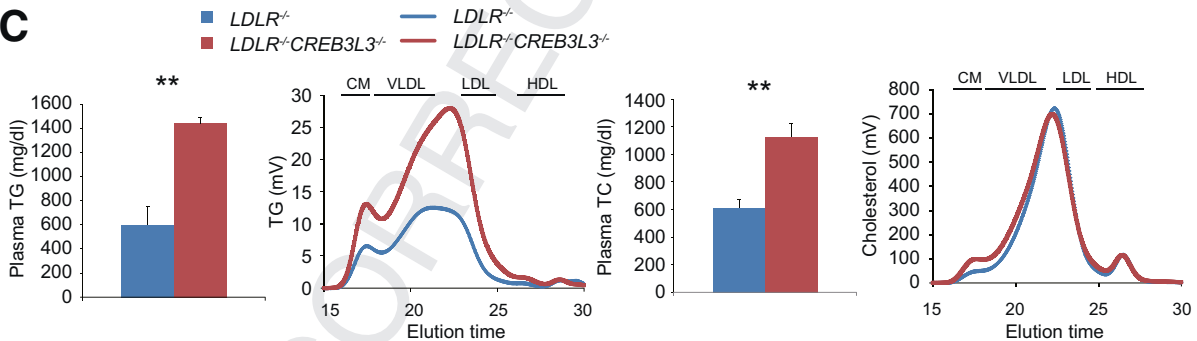 C
LDLR-/- LDLR-/-
LDLR-/-CREB3L3-/- LDLR-/-CREB3L3-/-
**
Plasma TG (mg/dl)
1600
1400
1200
1000
800
600
400
200
0
CM VLDL LDL HDL
TG (mV)
30
25
20
15
10
5
0
15 20 25 30
Elution time
**
Plasma TC (mg/dl)
1400
1200
1000
800
600
400
200
0
CM VLDL LDL HDL
Cholesterol (mV)
800
700
600
500
400
300
200
100
0
15 20 25 30
Elution time